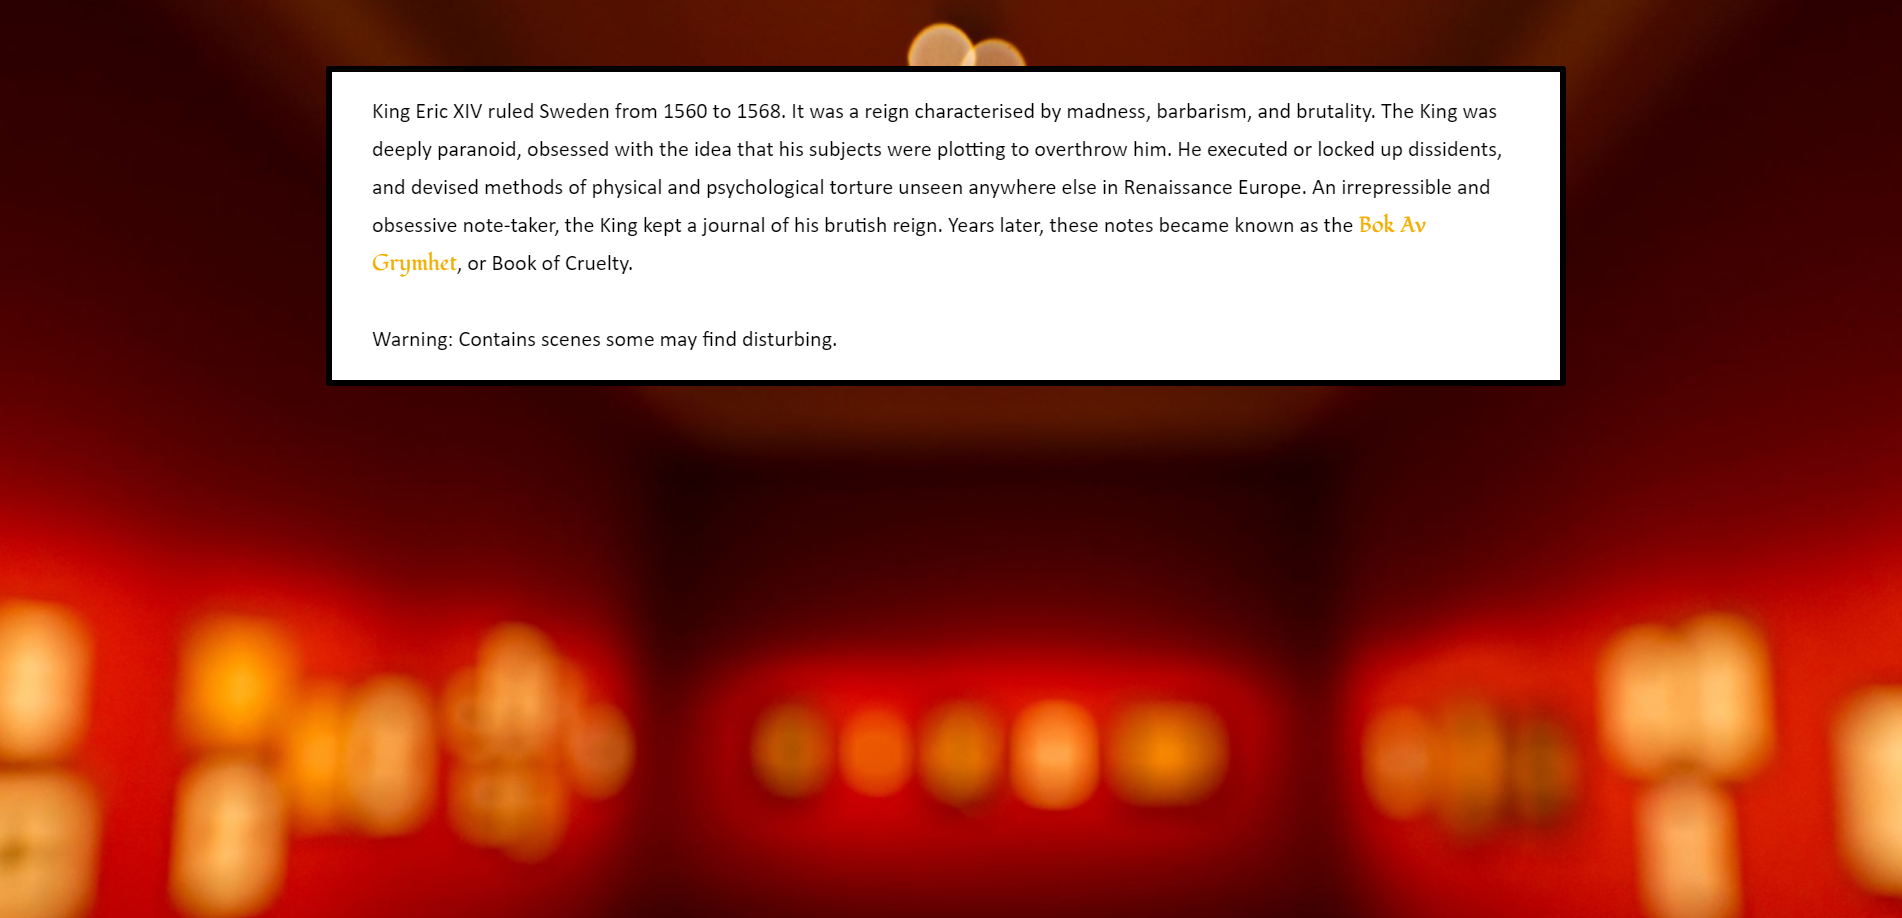 King Eric XIV ruled Sweden from 1560 to 1568. It was a reign characterised by madness, barbarism, and brutality. The King was
deeply paranoid, obsessed with the idea that his subjects were plotting to overthrow him. He executed or locked up dissidents,
and devised methods of physical and psychological torture unseen anywhere else in Renaissance Europe. An irrepressible and
obsessive note-taker, the King kept a journal of his brutish reign. Years later, these notes became known as the Bok Av
Grymhet, or Book of Cruelty.
Warning: Contains scenes some may find disturbing.